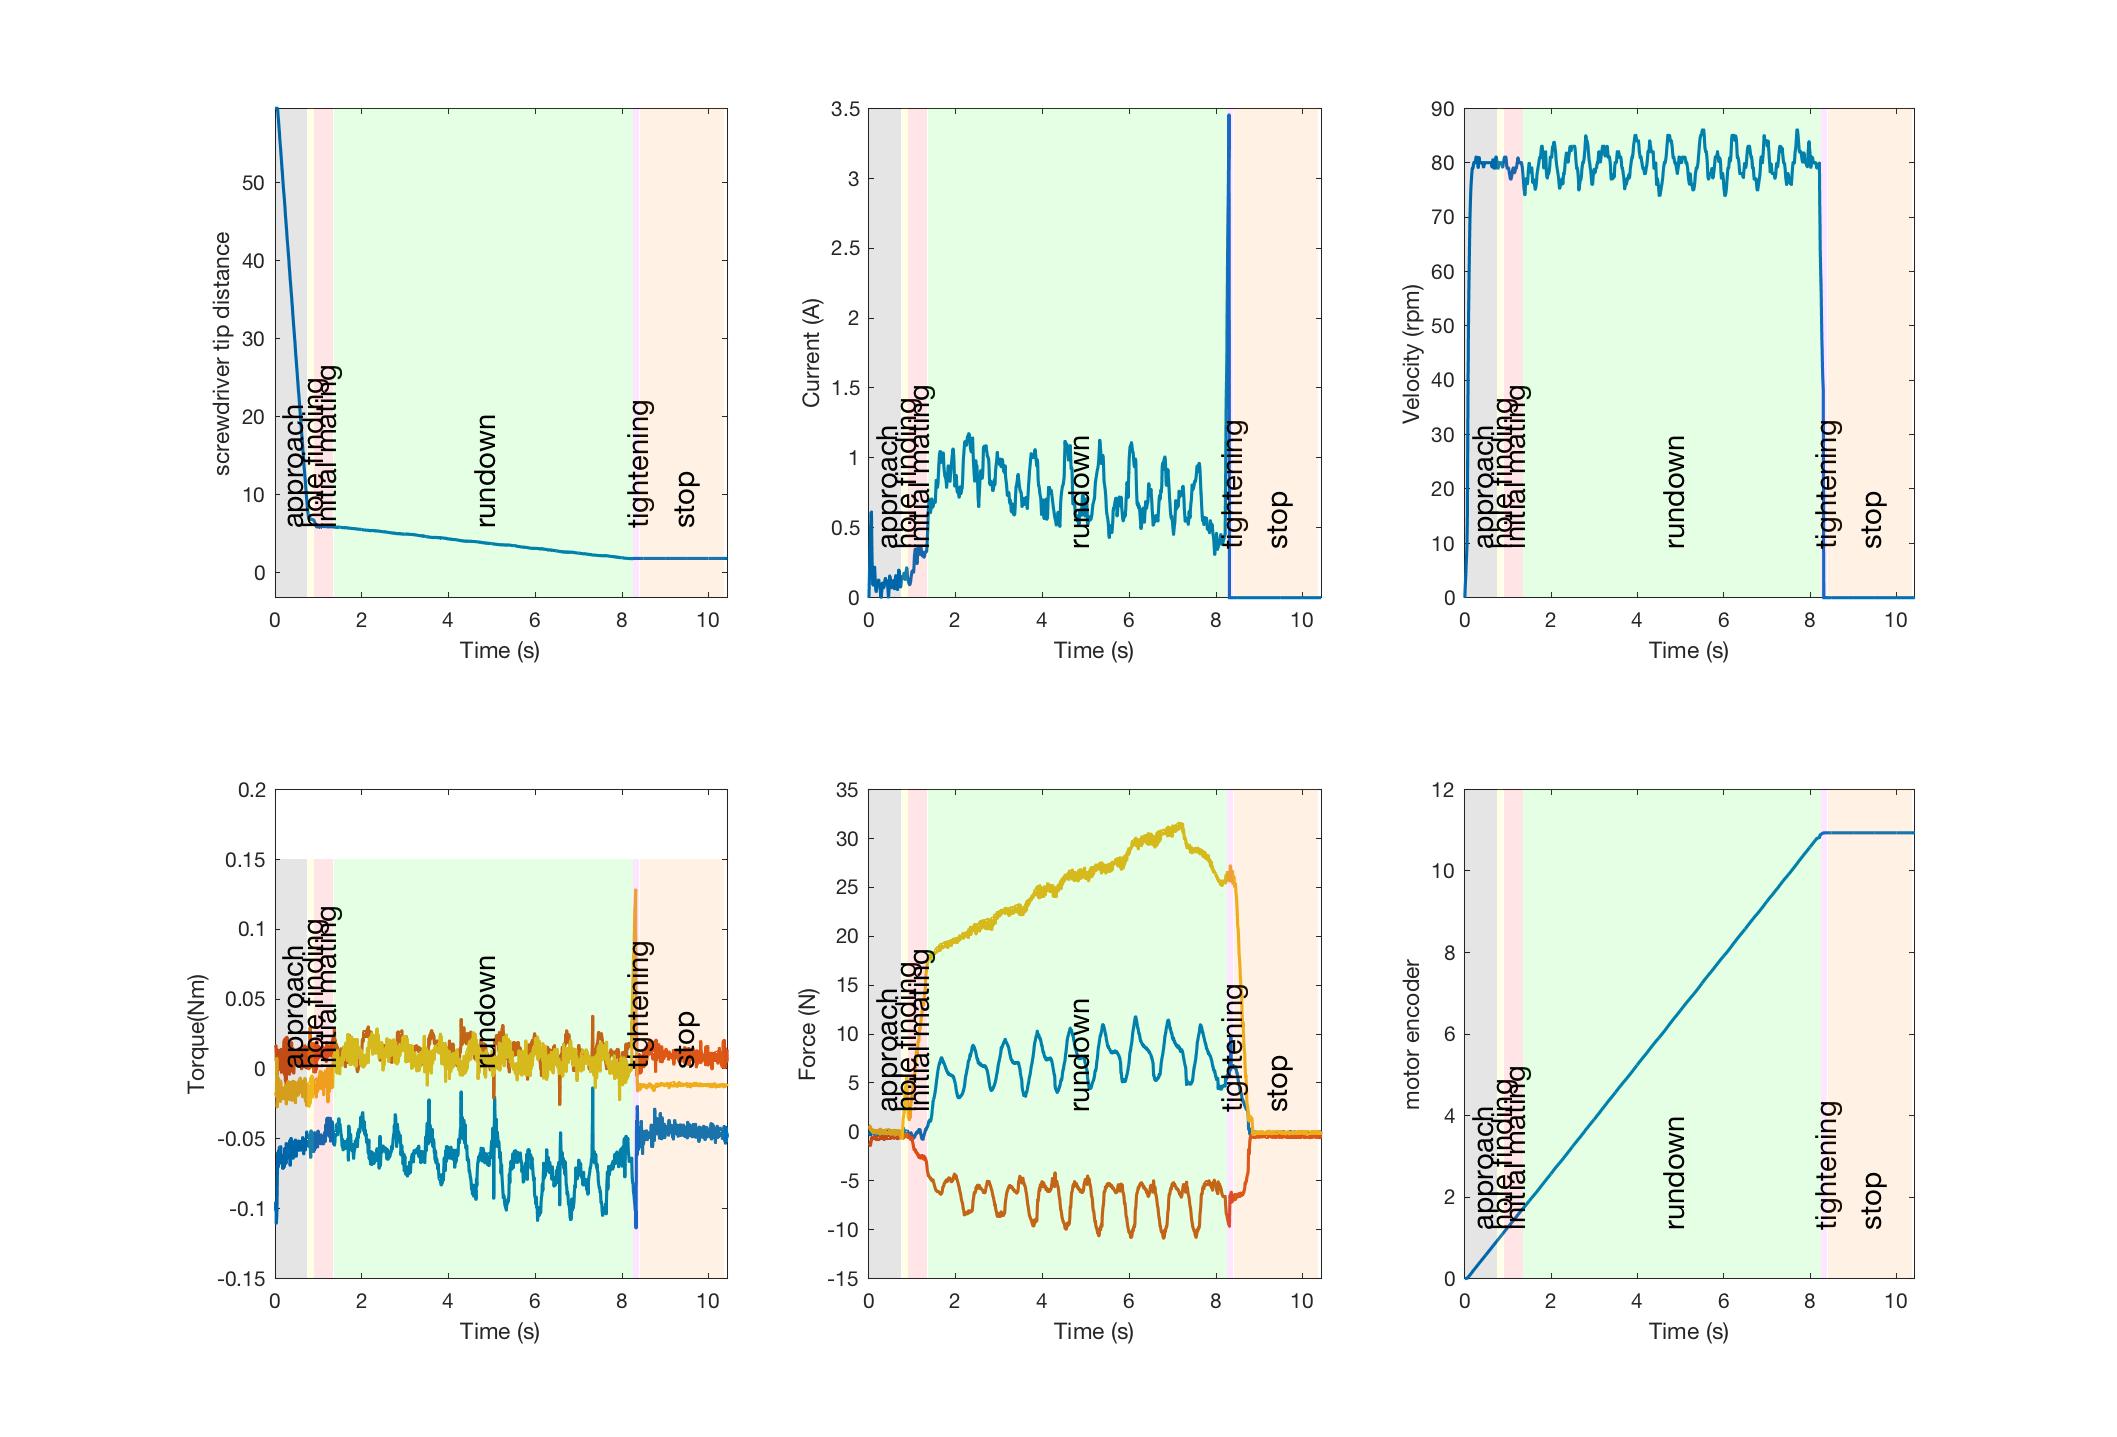 screwdriver tip distance
50
40
30
20
10
0
approach
hole finding
initial mating
rundown
tightening
stop
0 2 4 6 8 10
Time (s)
Current (A)
3.5
3
2.5
2
1.5
1
0.5
0
approach
hole finding
initial mating
rundown
tightening
stop
0 2 4 6 8 10
Time (s)
Velocity (rpm)
90
80
70
60
50
40
30
20
10
0
approach
hole finding
initial mating
rundown
tightening
stop
0 2 4 6 8 10
Time (s)
Torque(Nm)
0.2
0.15
0.1
0.05
0
-0.05
-0.1
-0.15
approach
hole finding
initial mating
rundown
tightening
stop
0 2 4 6 8 10
Time (s)
Force (N)
35
30
25
20
15
10
5
0
-5
-10
-15
approach
hole finding
initial mating
rundown
tightening
stop
0 2 4 6 8 10
Time (s)
motor encoder
12
10
8
6
4
2
0
approach
hole finding
initial mating
rundown
tightening
stop
0 2 4 6 8 10
Time (s)